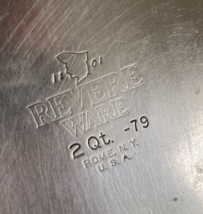 1801
REVERE
WARE
2 Qt. -79
ROME, N.Y.
U.S.A.